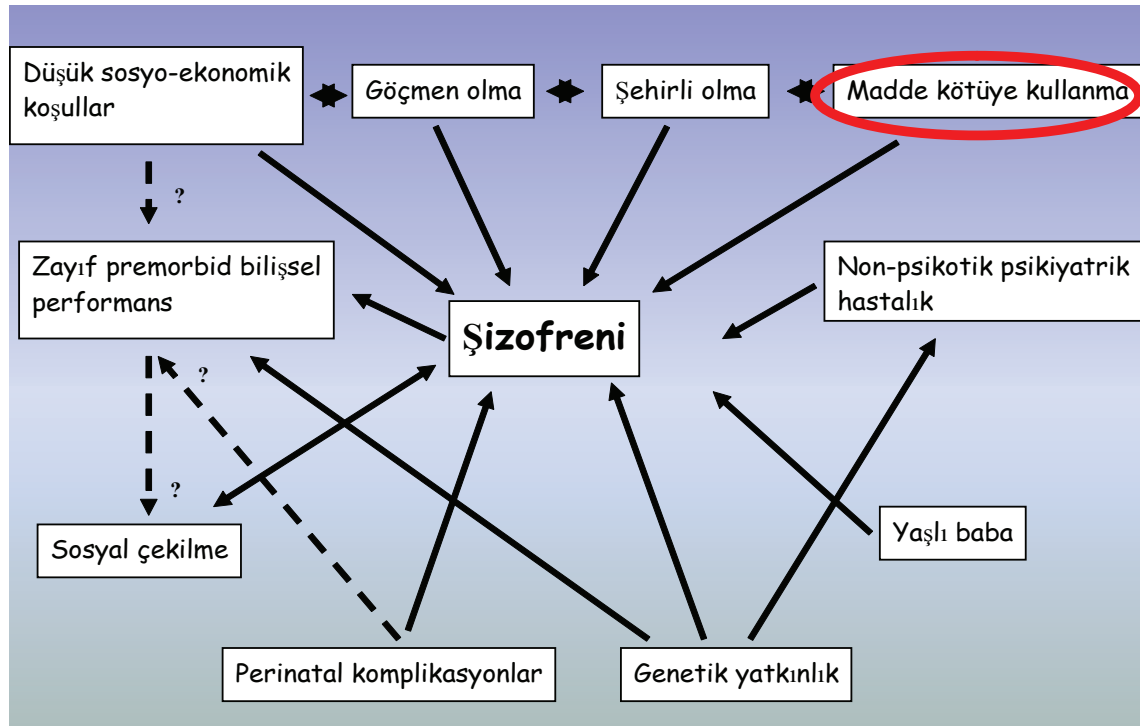 Düşük sosyo-ekonomik
koşullar
Göçmen olma
Şehirli olma
Madde kötüye kullanma
?
Zayıf premorbid bilişsel
performans
Non-psikotik psikiyatrik
hastalık
Şizofreni
?
?
Sosyal çekilme
Yaşlı baba
Perinatal komplikasyonlar
Genetik yatkınlık